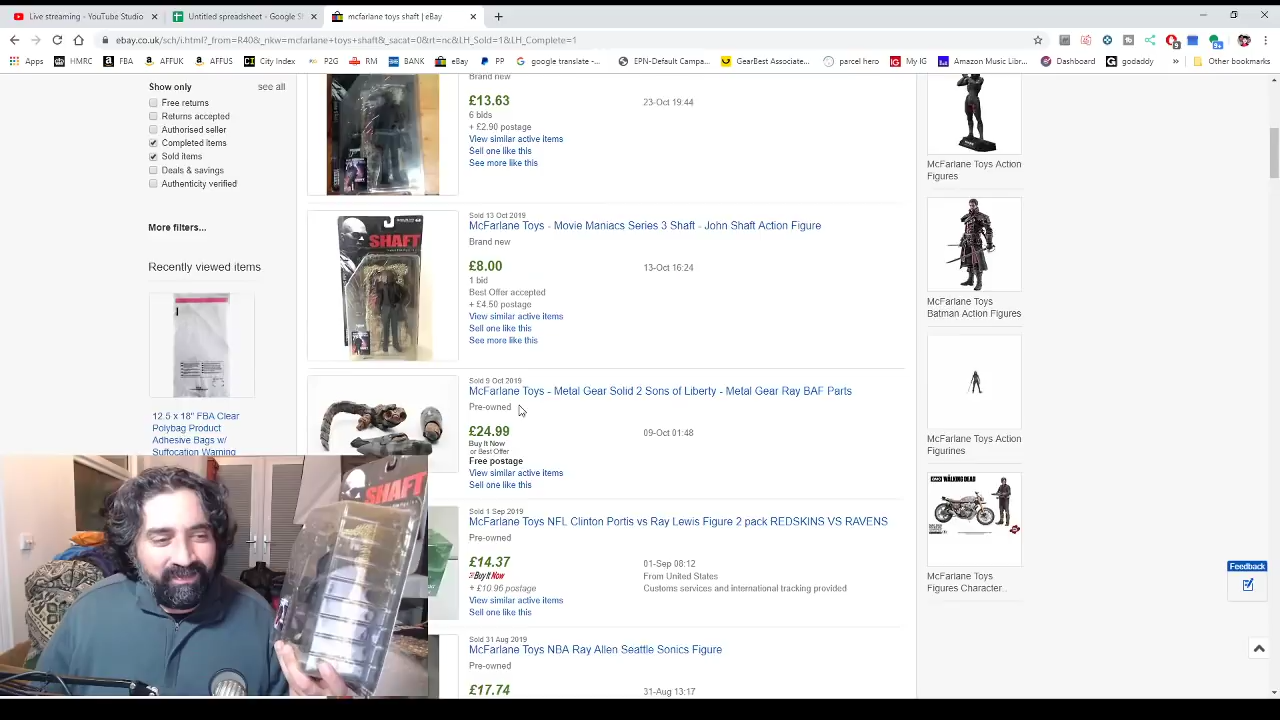 Live streaming - YouTube Studio
Untitled spreadsheet - Google Sh
mcfarlane toys shaft | eBay
ebay.co.uk/sch/i.html?_from=R40&_nkw=mcfarlane+toys+shaft&_sacat=0&rt=nc&LH_Sold=1&LH_Complete=1
Apps HMRC FBA AFFUK AFFUS City Index P2G RM BANK eBay PP google translate - ... EPN-Default Campa... GearBest Associate... parcel hero My IG Amazon Music Libr... Dashboard godaddy » Other bookmarks
Show only see all
Free returns
Returns accepted
Authorised seller
Completed items
Sold items
Deals & savings
Authenticity verified
More filters...
Recently viewed items
12.5 x 18" FBA Clear
Polybag Product
Adhesive Bags w/
Suffocation Warning
Brand new
£13.63 23-Oct 19:44
6 bids
+ £2.90 postage
View similar active items
Sell one like this
See more like this
SHAFT
Sold 13 Oct 2019
McFarlane Toys - Movie Maniacs Series 3 Shaft - John Shaft Action Figure
Brand new
£8.00 13-Oct 16:24
1 bid
Best Offer accepted
+ £4.50 postage
View similar active items
Sell one like this
See more like this
Sold 9 Oct 2019
McFarlane Toys - Metal Gear Solid 2 Sons of Liberty - Metal Gear Ray BAF Parts
Pre-owned
£24.99 09-Oct 01:48
Buy It Now
or Best Offer
Free postage
View similar active items
Sell one like this
Sold 1 Sep 2019
McFarlane Toys NFL Clinton Portis vs Ray Lewis Figure 2 pack REDSKINS VS RAVENS
Pre-owned
£14.37 01-Sep 08:12
Buy It Now From United States
+ £10.96 postage Customs services and international tracking provided
View similar active items
Sell one like this
Sold 31 Aug 2019
McFarlane Toys NBA Ray Allen Seattle Sonics Figure
Pre-owned
£17.74 31-Aug 13:17
McFarlane Toys Action
Figures
McFarlane Toys
Batman Action Figures
McFarlane Toys Action
Figurines
THE WALKING DEAD
McFarlane Toys
Figures Character...
Feedback
SHAFT